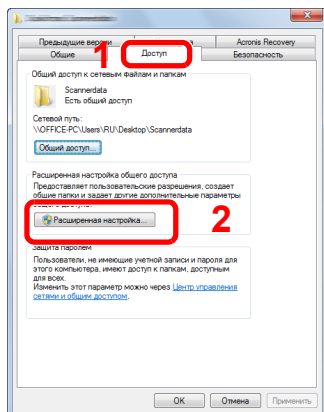 Предыдущие
Acronis Recovery
Общие
Доступ
Безопасность
1
Общий доступ к сетевым файлам и папкам
Scannerdata
Есть общий доступ
Сетевой путь:
\\OFFICE-PC\Users\RU\Desktop\Scannerdata
Общий доступ...
Расширенная настройка общего доступа
Предоставляет пользовательские разрешения, создает
общие папки и задает другие дополнительные параметры
Расширенная настройка...
2
Защита паролем
Пользователи, не имеющие учетной записи и пароля для
этого компьютера, имеют доступ к папкам, доступным
для всех.
Изменить этот параметр можно через Центр управления
сетями и общим доступом.
OK
Отмена
Применить